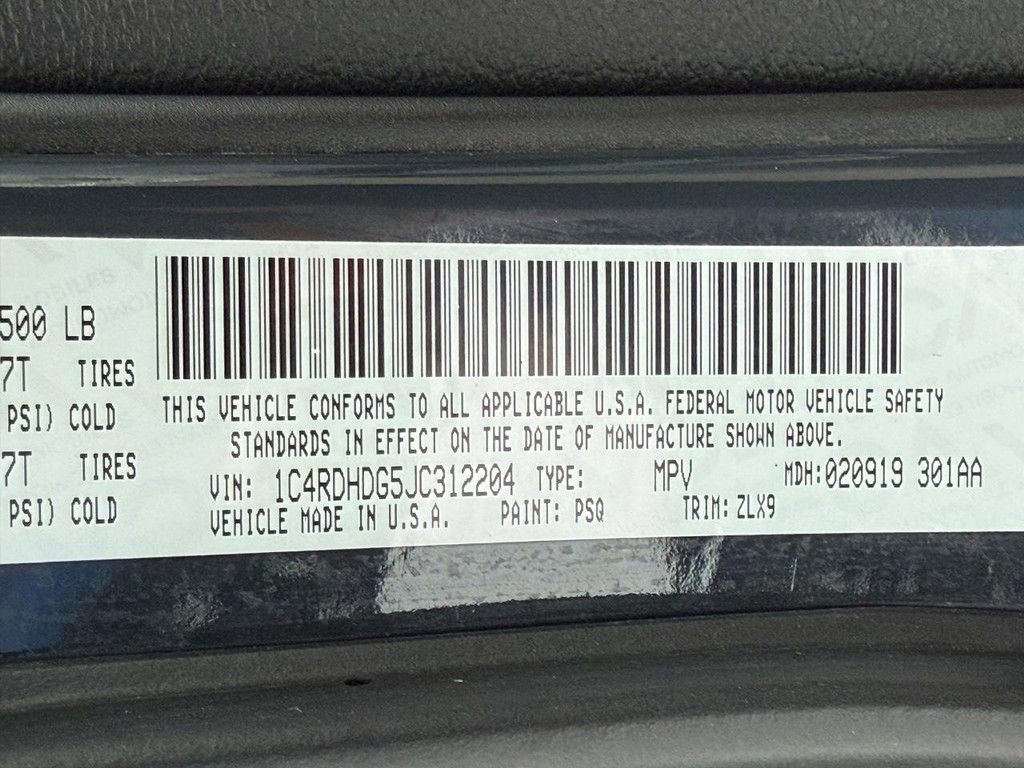 500 LB
7T TIRES
PSI) COLD
7T TIRES
PSI) COLD
THIS VEHICLE CONFORMS TO ALL APPLICABLE U.S.A. FEDERAL MOTOR VEHICLE SAFETY
STANDARDS IN EFFECT ON THE DATE OF MANUFACTURE SHOWN ABOVE.
VIN: 1C4RDHDG5JC312204 TYPE: MPV MDH:020919 301AA
VEHICLE MADE IN U.S.A. PAINT: PSQ TRIM: ZLX9